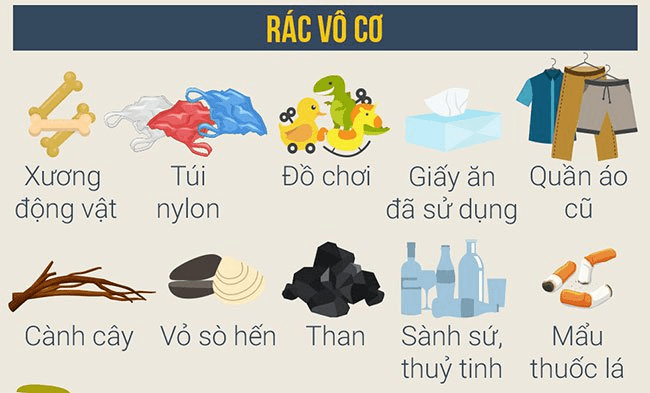 RÁC VÔ CƠ
Xương
động vật
Túi
nylon
Đồ chơi
Giấy ăn
đã sử dụng
Quần áo
cũ
Cành cây
Vỏ sò hến
Than
Sành sứ,
thuỷ tinh
Mẩu
thuốc lá